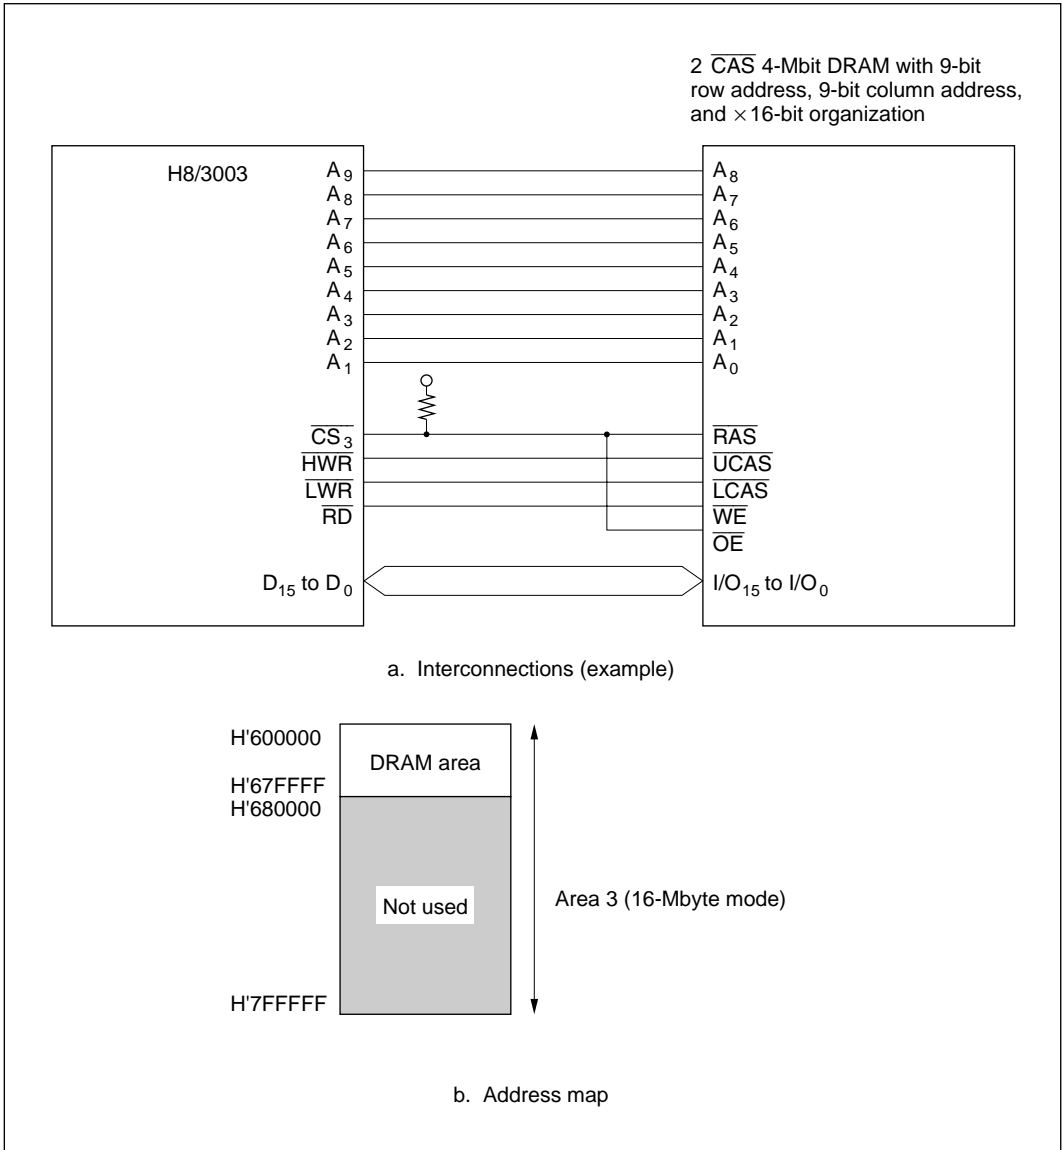 2 CAS 4-Mbit DRAM with 9-bit
row address, 9-bit column address,
and ×16-bit organization
H8/3003
A9
A8
A7
A6
A5
A4
A3
A2
A1
CS3
HWR
LWR
RD
D15 to D0
A8
A7
A6
A5
A4
A3
A2
A1
A0
RAS
UCAS
LCAS
WE
OE
I/O15 to I/O0
a. Interconnections (example)
H'600000
DRAM area
H'67FFFF
H'680000
Not used
Area 3 (16-Mbyte mode)
H'7FFFFF
b. Address map